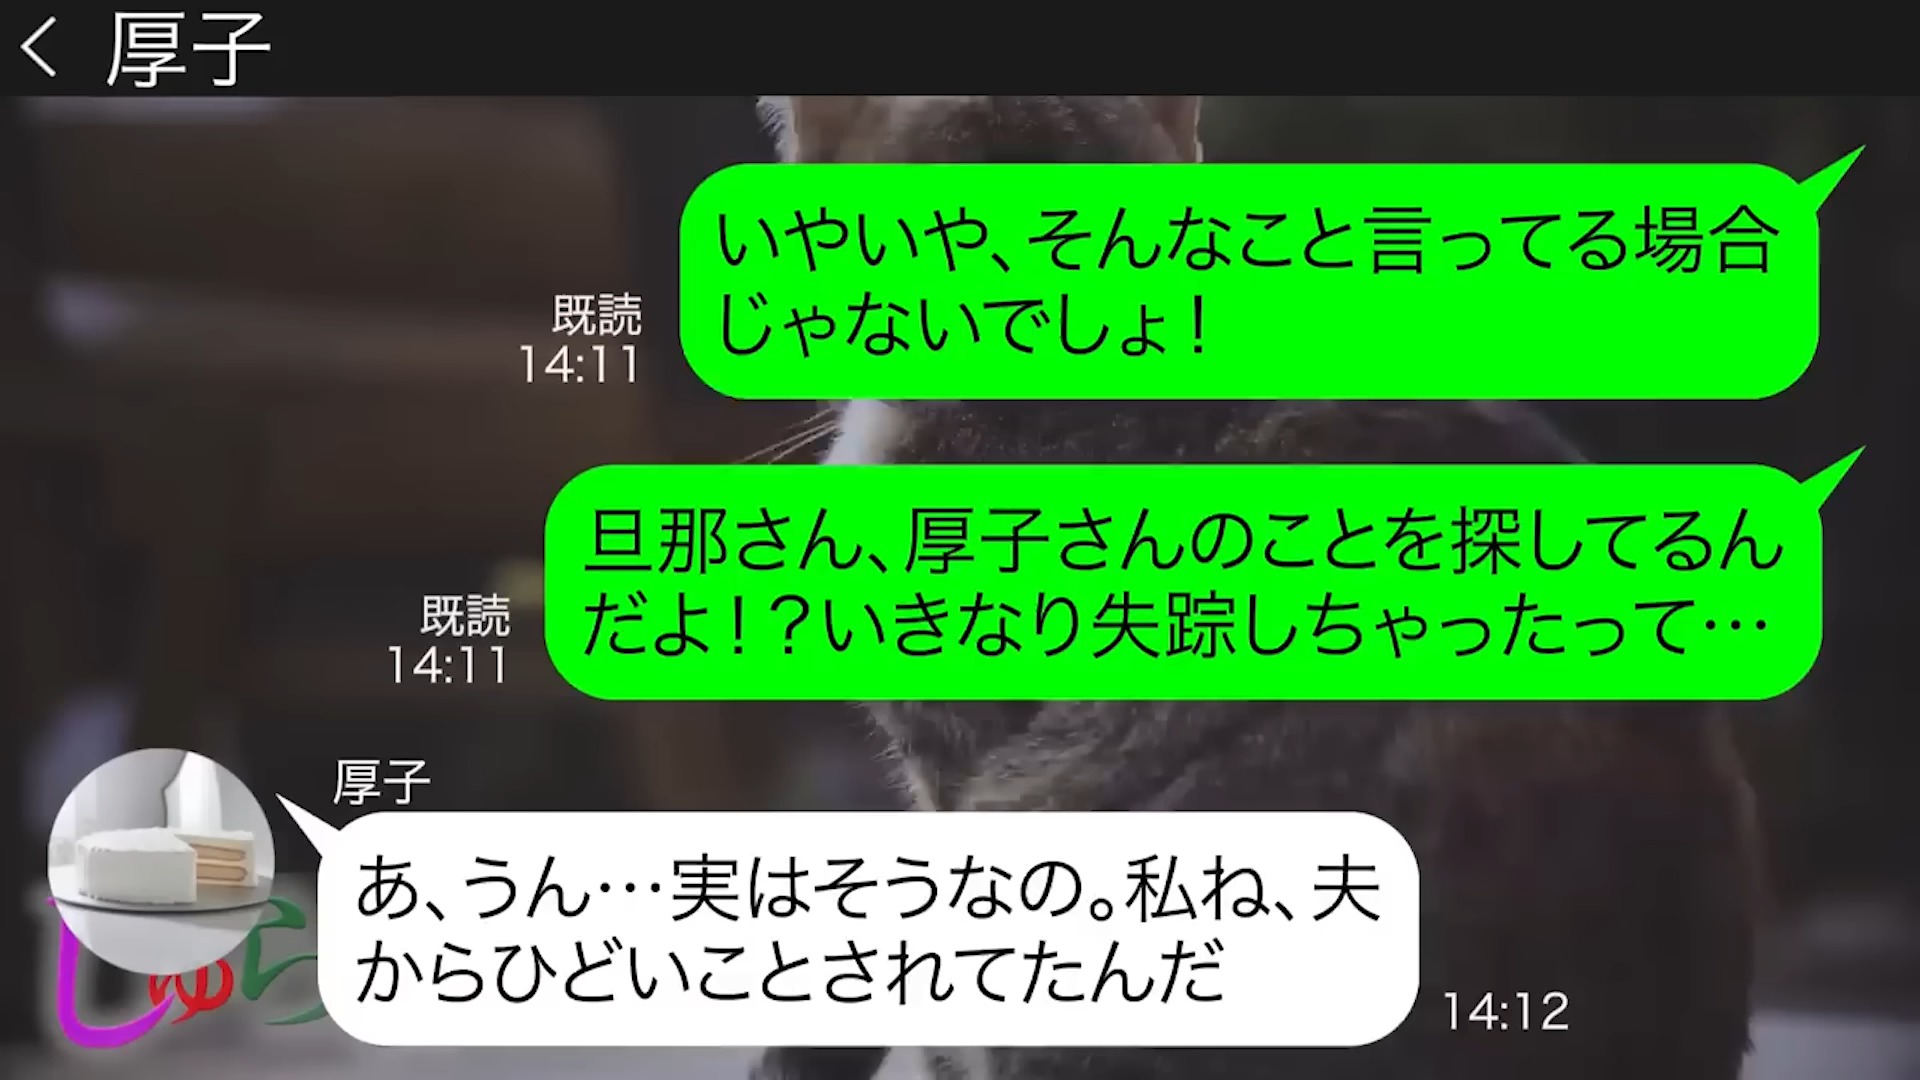 厚子
いやいや、そんなこと言ってる場合
じゃないでしょ！
既読
14:11
旦那さん、厚子さんのことを探してるん
だよ！？いきなり失踪しちゃったって…
既読
14:11
厚子
あ、うん…実はそうなの。私ね、夫
からひどいことされてたんだ
14:12
しゅら